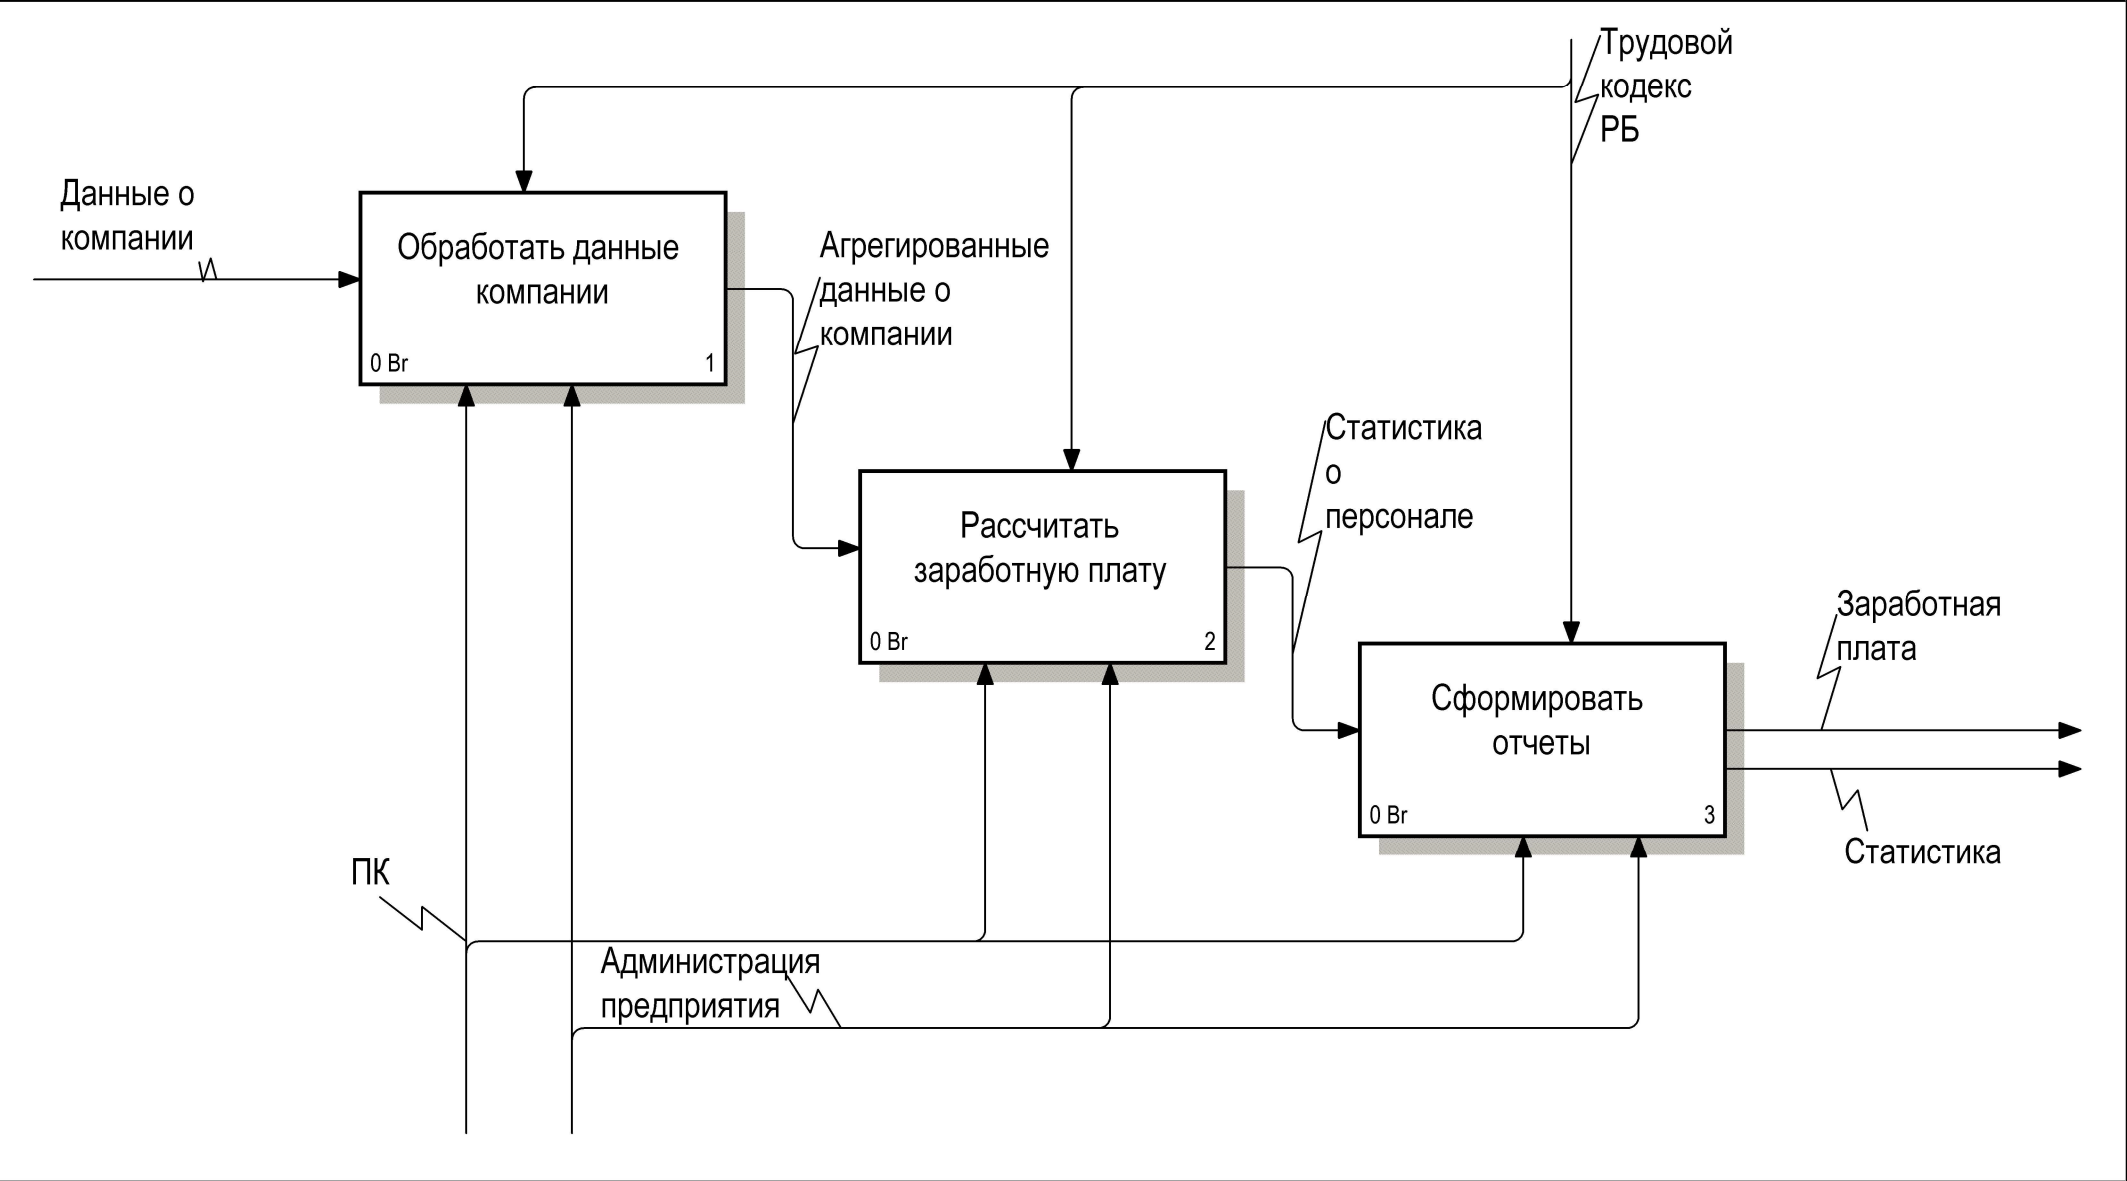 Трудовой
кодекс
РБ
Данные о
компании
Обработать данные
компании
0 Br
1
Агрегированные
данные о
компании
Статистика
о
персонале
Рассчитать
заработную плату
0 Br
2
Заработная
плата
Сформировать
отчеты
0 Br
3
Статистика
ПК
Администрация
предприятия